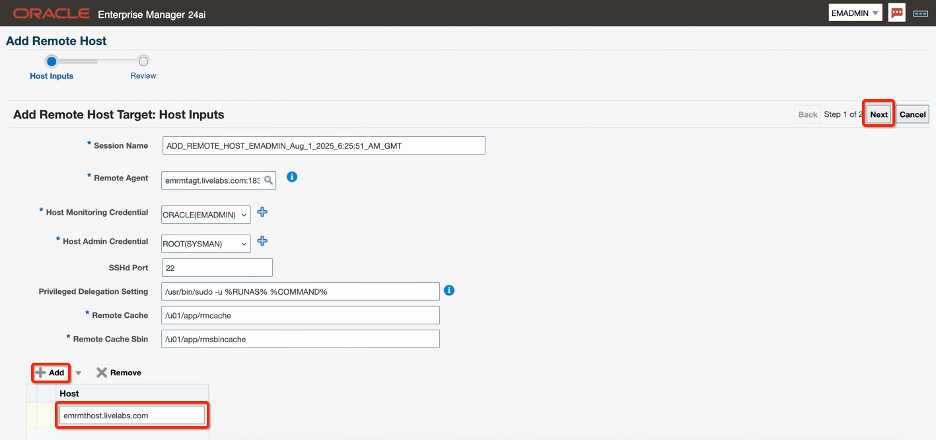 ORACLE Enterprise Manager 24ai EMADMIN
Add Remote Host
Host Inputs Review
Add Remote Host Target: Host Inputs Back Step 1 of 2 Next Cancel
* Session Name ADD_REMOTE_HOST_EMADMIN_Aug_1_2025_6:25:51_AM_GMT
* Remote Agent emrmtagt.livelabs.com:183
* Host Monitoring Credential ORACLE(EMADMIN)
* Host Admin Credential ROOT(SYSMAN)
SSHd Port 22
Privileged Delegation Setting /usr/bin/sudo -u %RUNAS% %COMMAND%
* Remote Cache /u01/app/rmcache
* Remote Cache Sbin /u01/app/rmsbincache
Add Remove
Host
emrmthost.livelabs.com